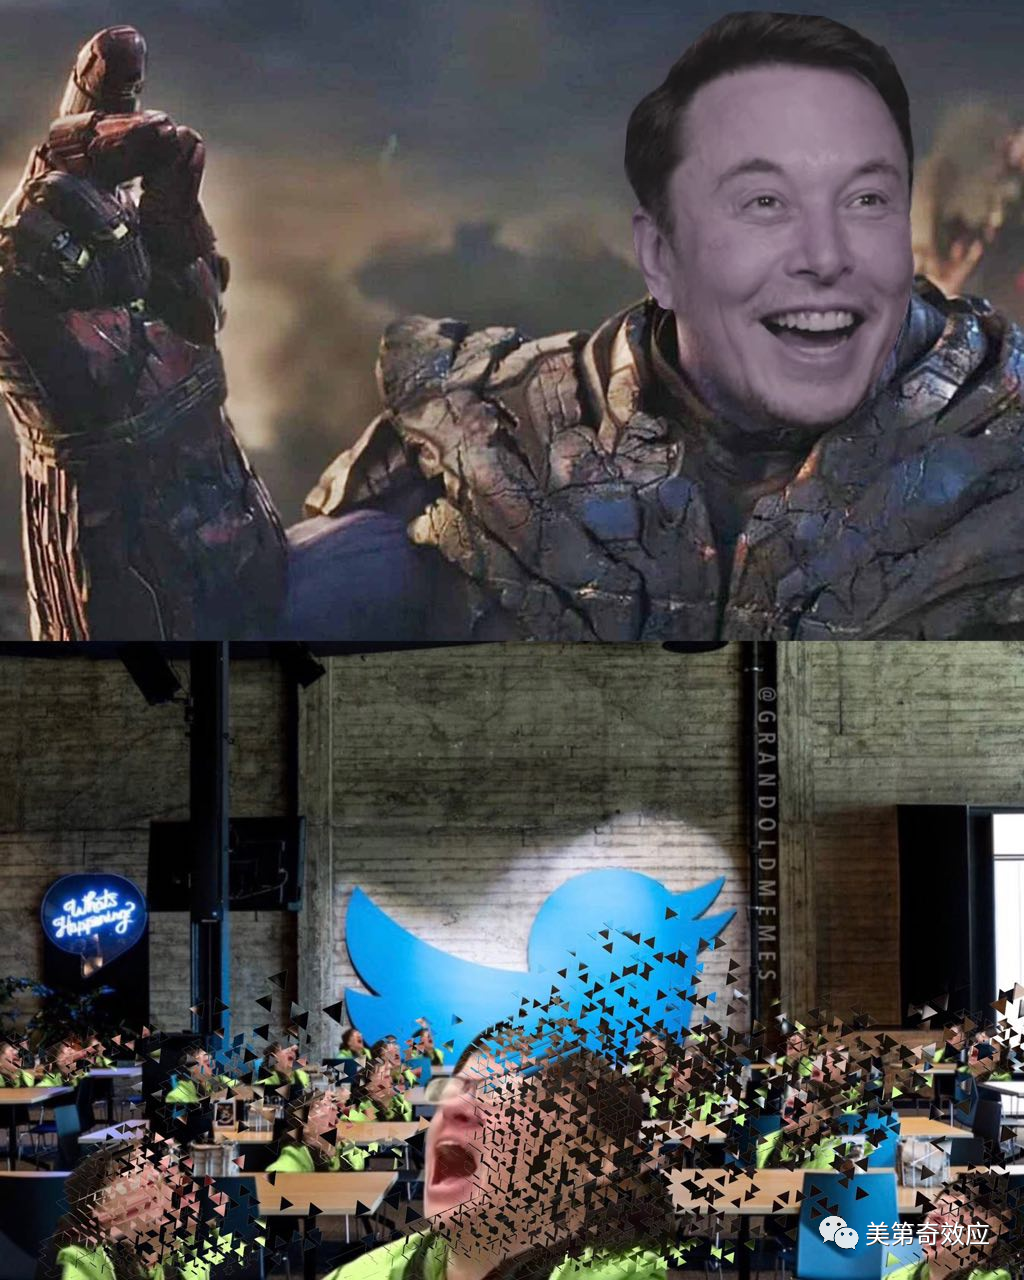 What's
Happening?
@GRANDOLDMEMES
美第奇效应